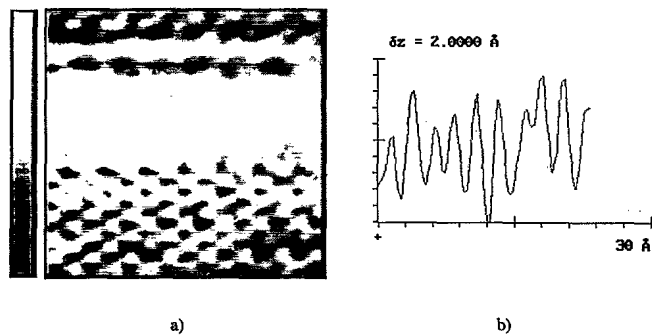 δz = 2.0000 Å
+
30 Å
a)
b)